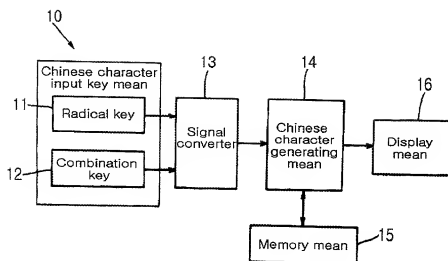 10
Chinese character
input key mean
11
Radical key
12
Combination key
13
Signal
converter
14
Chinese
character
generating
mean
16
Display
mean
Memory mean
15